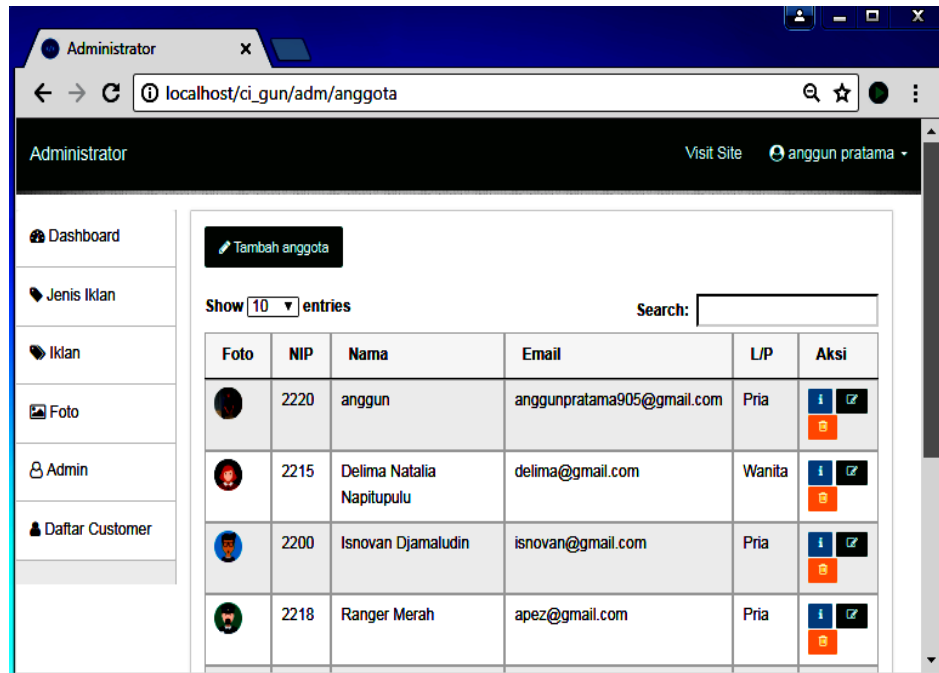 Administrator
localhost/ci_gun/adm/anggota
Administrator
Visit Site
anggun pratama
Dashboard
Jenis Iklan
Iklan
Foto
Admin
Daftar Customer
Tambah anggota
Show 10 entries
Search:
Foto NIP Nama Email L/P Aksi
2220 anggun anggunpratama905@gmail.com Pria
2215 Delima Natalia delima@gmail.com Wanita
Napitupulu
2200 Isnovan Djamaludin isnovan@gmail.com Pria
2218 Ranger Merah apez@gmail.com Pria